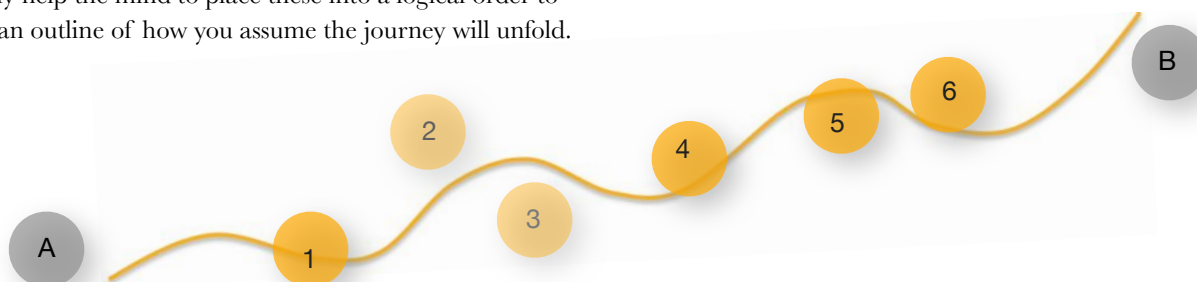 help the mind to place these into a logical order to
an outline of how you assume the journey will unfold.
B
6
5
2
4
3
A
1